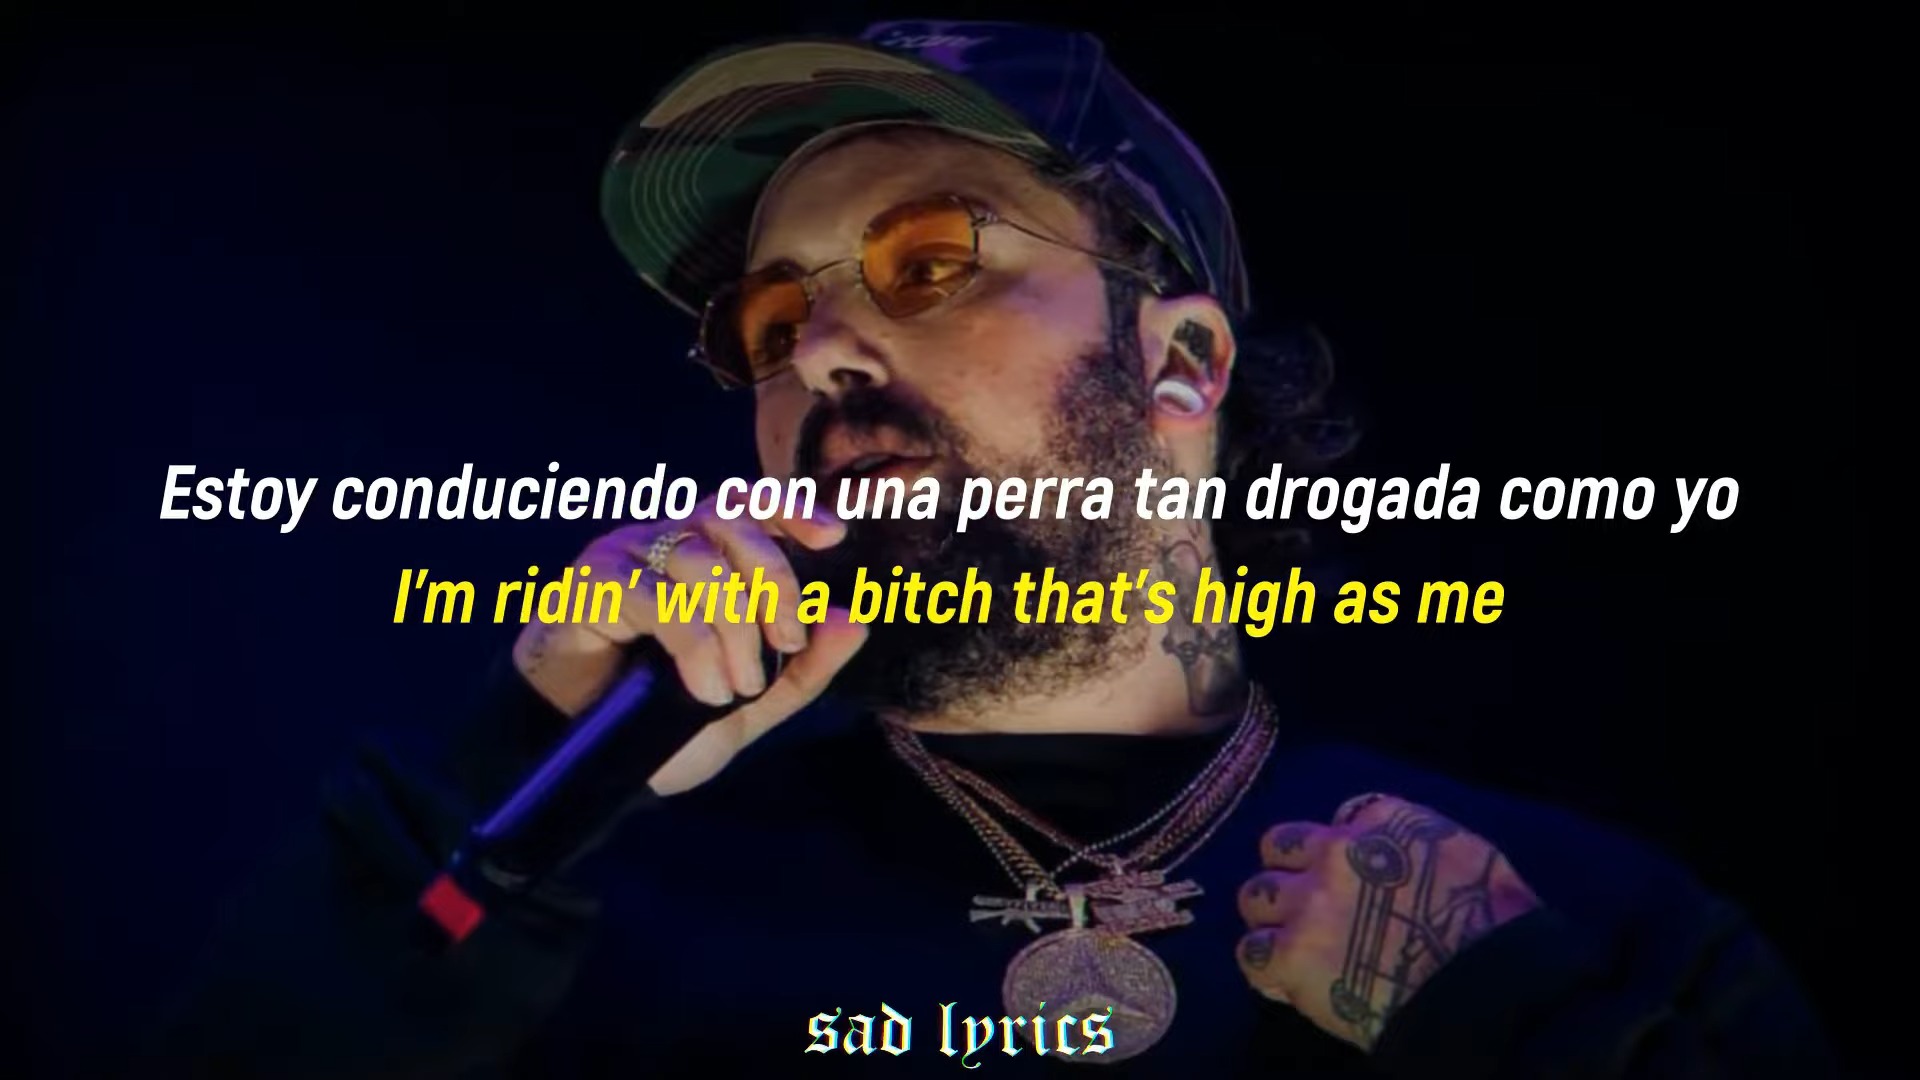 Estoy conduciendo con una perra tan drogada como yo
I'm ridin' with a bitch that's high as me
sad lyrics